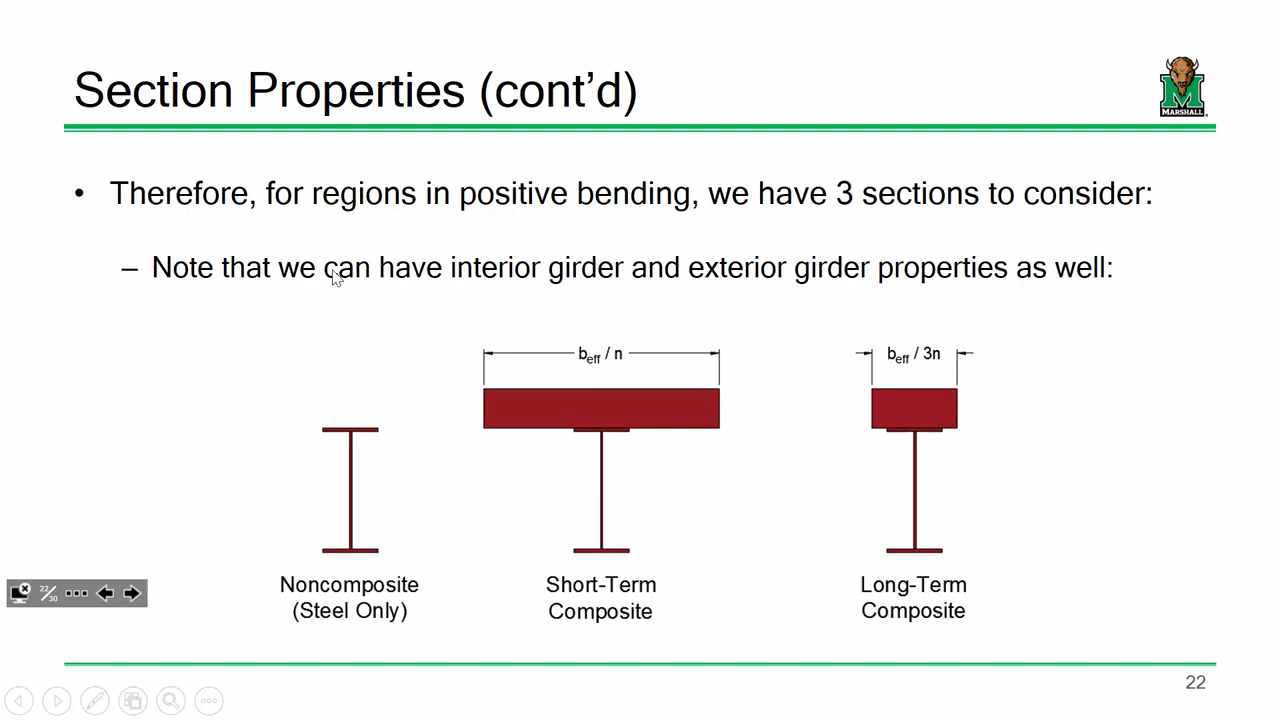 Section Properties (cont’d)
MARSHALL
• Therefore, for regions in positive bending, we have 3 sections to consider:
– Note that we can have interior girder and exterior girder properties as well:
beff / n
beff / 3n
Noncomposite
(Steel Only)
Short-Term
Composite
Long-Term
Composite
22/30
22